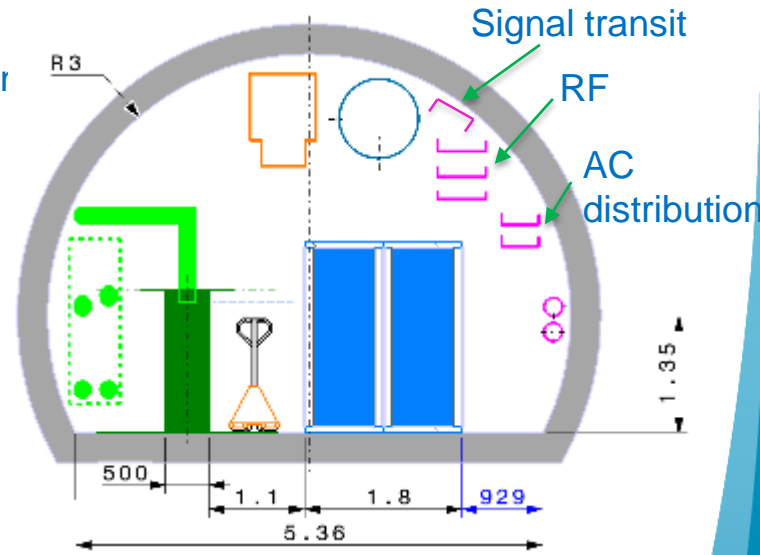 Signal transit
R3
r
RF
AC
distribution
1.35
500
1.1
1.8
929
5.36